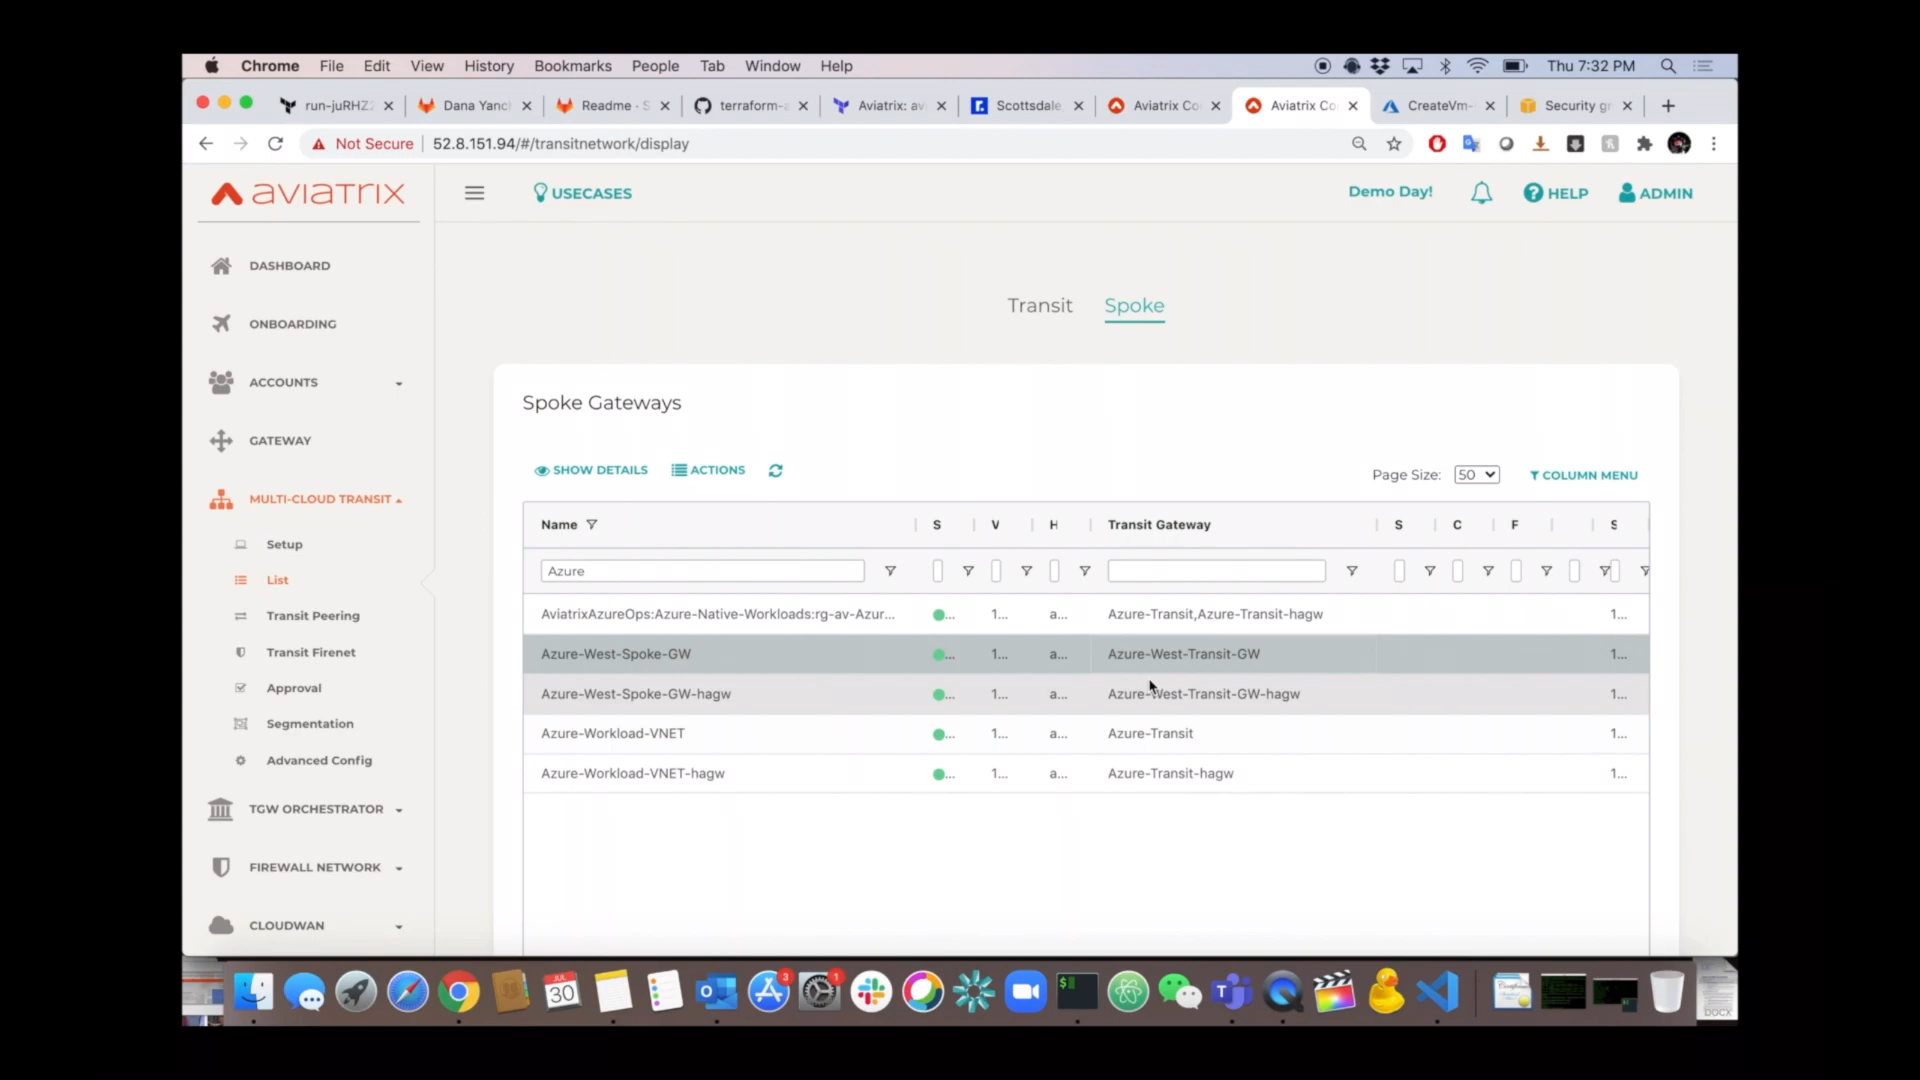 Chrome File Edit View History Bookmarks People Tab Window Help Thu 7:32 PM
run-juRHZ Dana Yanc Readme · S terraform-a Aviatrix: av Scottsdale Aviatrix Co Aviatrix Co CreateVm- Security gr
Not Secure 52.8.151.94/#/transitnetwork/display
aviatrix USECASES Demo Day! HELP ADMIN
DASHBOARD
ONBOARDING
ACCOUNTS
GATEWAY
MULTI-CLOUD TRANSIT
Setup
List
Transit Peering
Transit Firenet
Approval
Segmentation
Advanced Config
TGW ORCHESTRATOR
FIREWALL NETWORK
CLOUDWAN
Transit Spoke
Spoke Gateways
SHOW DETAILS ACTIONS Page Size: 50 COLUMN MENU
Name S V H Transit Gateway S C F S
Azure
AviatrixAzureOps:Azure-Native-Workloads:rg-av-Azur... ... 1... a... Azure-Transit,Azure-Transit-hagw 1...
Azure-West-Spoke-GW ... 1... a... Azure-West-Transit-GW 1...
Azure-West-Spoke-GW-hagw ... 1... a... Azure-West-Transit-GW-hagw 1...
Azure-Workload-VNET ... 1... a... Azure-Transit 1...
Azure-Workload-VNET-hagw ... 1... a... Azure-Transit-hagw 1...
JUL
30
3
1
DOCX